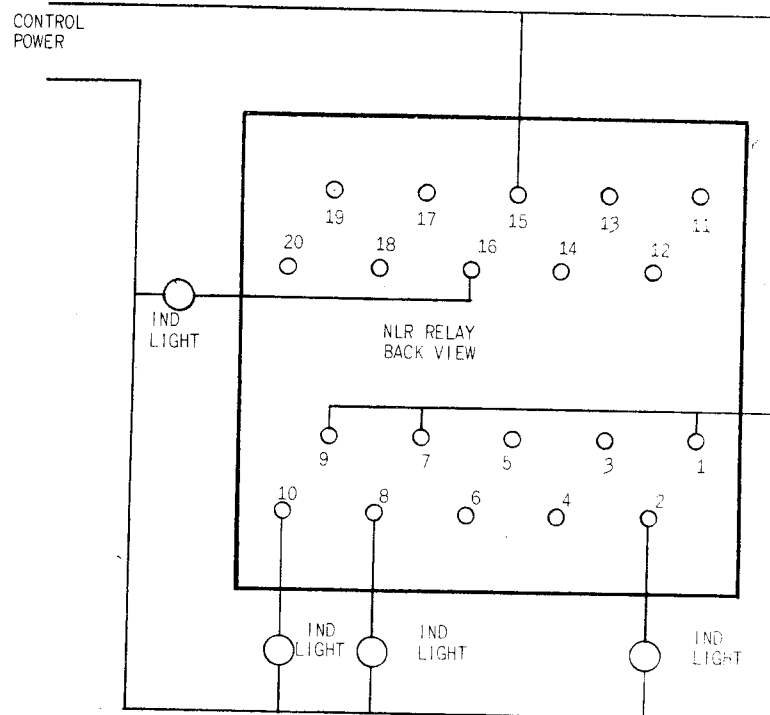 CONTROL
POWER
19
17
15
13
11
20
18
16
14
12
IND
LIGHT
NLR RELAY
BACK VIEW
9
7
5
3
1
10
8
6
4
2
IND
LIGHT
IND
LIGHT
IND
LIGHT